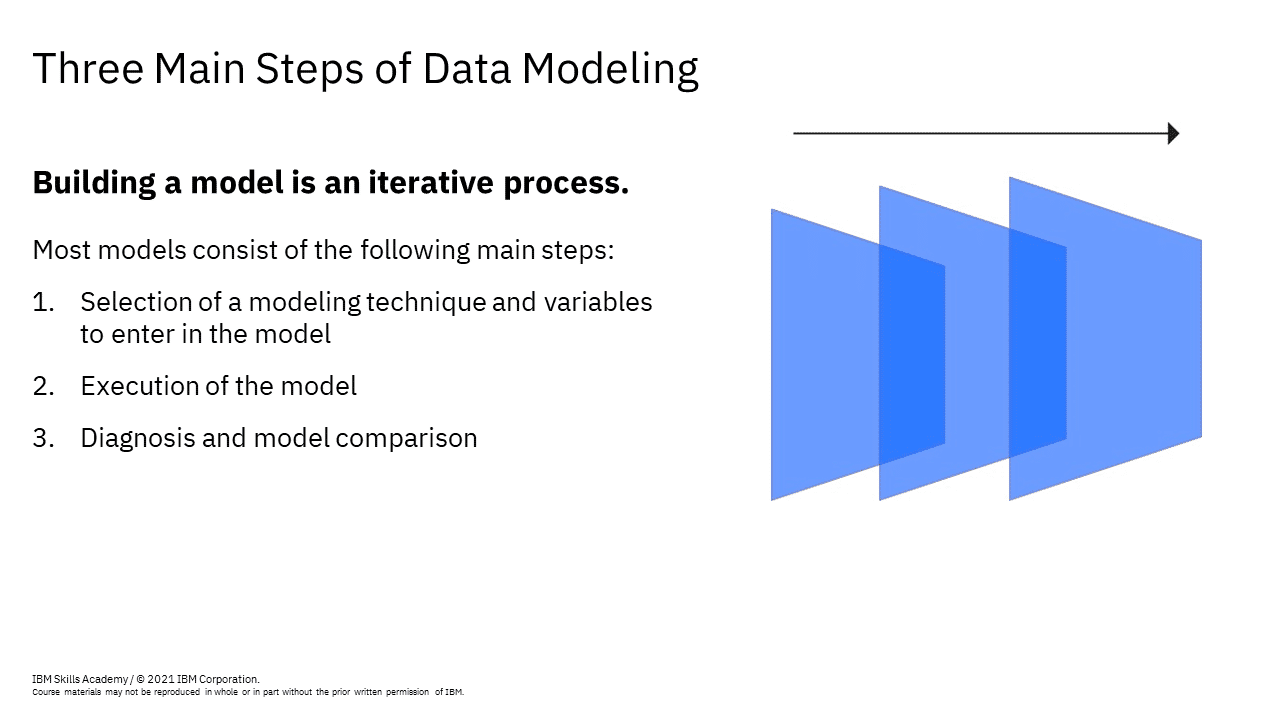 Three Main Steps of Data Modeling
Building a model is an iterative process.
Most models consist of the following main steps:
1. Selection of a modeling technique and variables
to enter in the model
2. Execution of the model
3. Diagnosis and model comparison
IBM Skills Academy / © 2021 IBM Corporation.
Course materials may not be reproduced in whole or in part without the prior written permission of IBM.